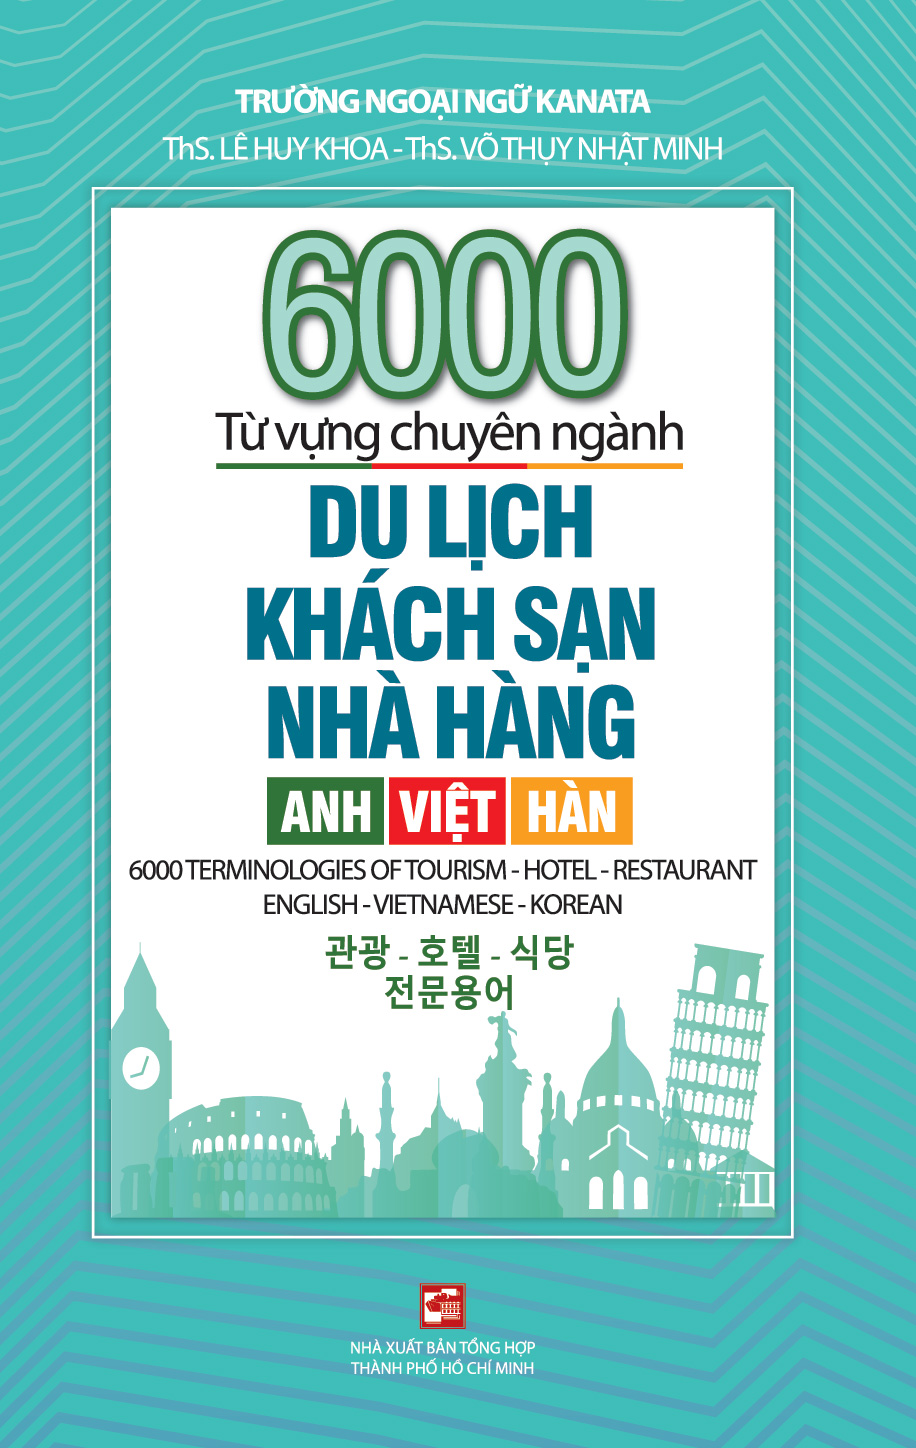 TRƯỜNG NGOẠI NGỮ KANATA
ThS. LÊ HUY KHOA - ThS. VÕ THỤY NHẬT MINH
6000
Từ vựng chuyên ngành
DU LỊCH
KHÁCH SẠN
NHÀ HÀNG
ANH VIỆT HÀN
6000 TERMINOLOGIES OF TOURISM - HOTEL - RESTAURANT
ENGLISH - VIETNAMESE - KOREAN
관광 - 호텔 - 식당
전문용어
NHÀ XUẤT BẢN TỔNG HỢP
THÀNH PHỐ HỒ CHÍ MINH